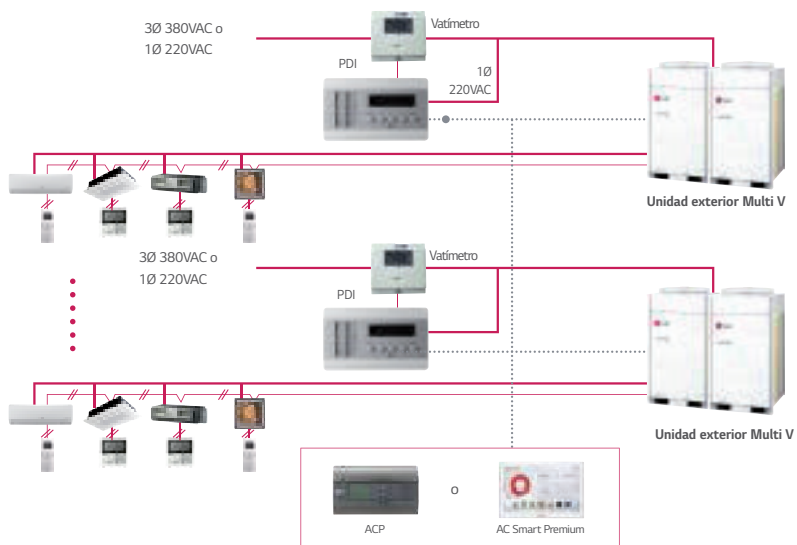 3Ø 380VAC o
1Ø 220VAC
Vatímetro
PDI
1Ø
220VAC
Unidad exterior Multi V
3Ø 380VAC o
1Ø 220VAC
Vatímetro
PDI
Unidad exterior Multi V
ACP
o
AC Smart Premium